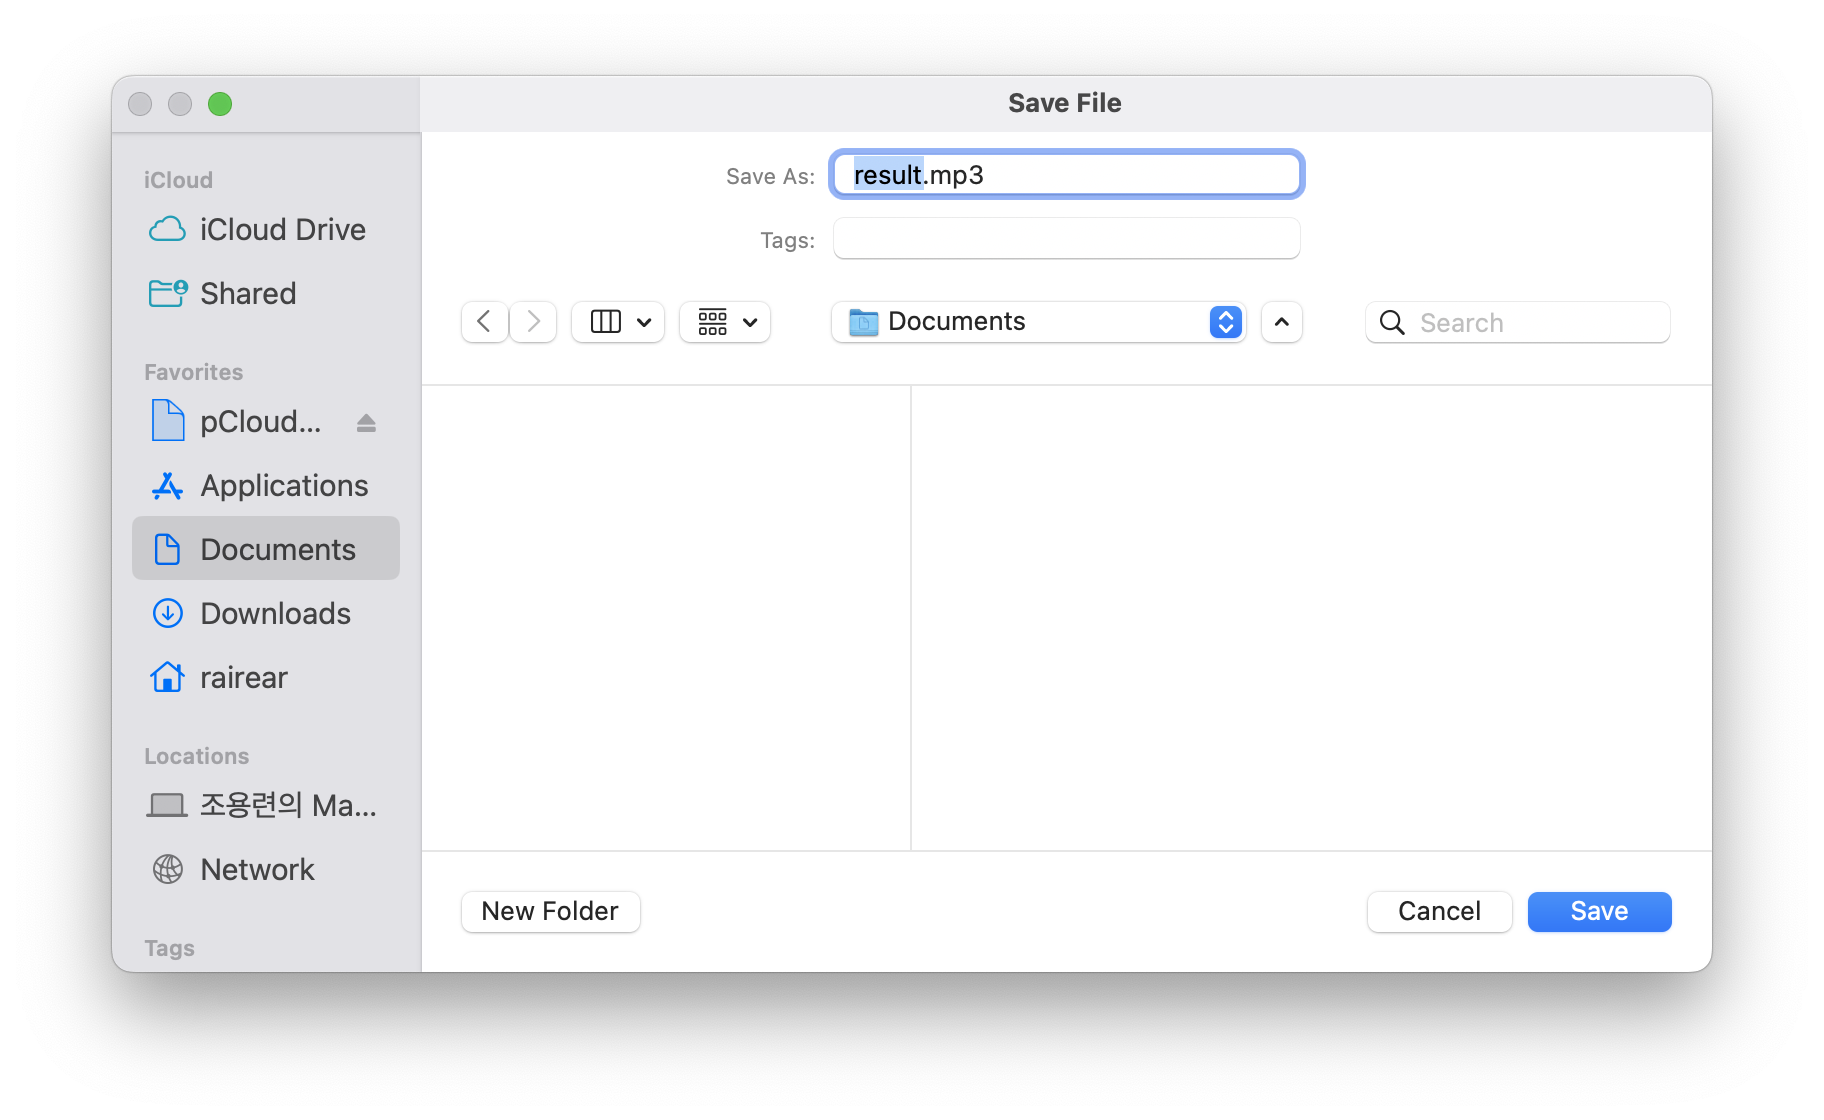 Save File
iCloud
iCloud Drive
Shared
Favorites
pCloud...
Applications
Documents
Downloads
rairear
Locations
조용련의 Ma...
Network
Tags
Save As: result.mp3
Tags:
Documents
Search
New Folder
Cancel
Save